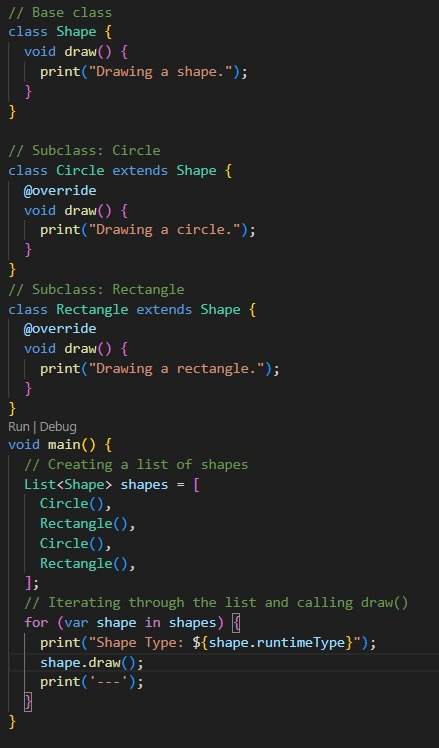 // Base class
class Shape {
  void draw() {
    print("Drawing a shape.");
  }
}

// Subclass: Circle
class Circle extends Shape {
  @override
  void draw() {
    print("Drawing a circle.");
  }
}
// Subclass: Rectangle
class Rectangle extends Shape {
  @override
  void draw() {
    print("Drawing a rectangle.");
  }
}
Run | Debug
void main() {
  // Creating a list of shapes
  List<Shape> shapes = [
    Circle(),
    Rectangle(),
    Circle(),
    Rectangle(),
  ];
  // Iterating through the list and calling draw()
  for (var shape in shapes) {
    print("Shape Type: ${shape.runtimeType}");
    shape.draw();
    print('---');
  }
}